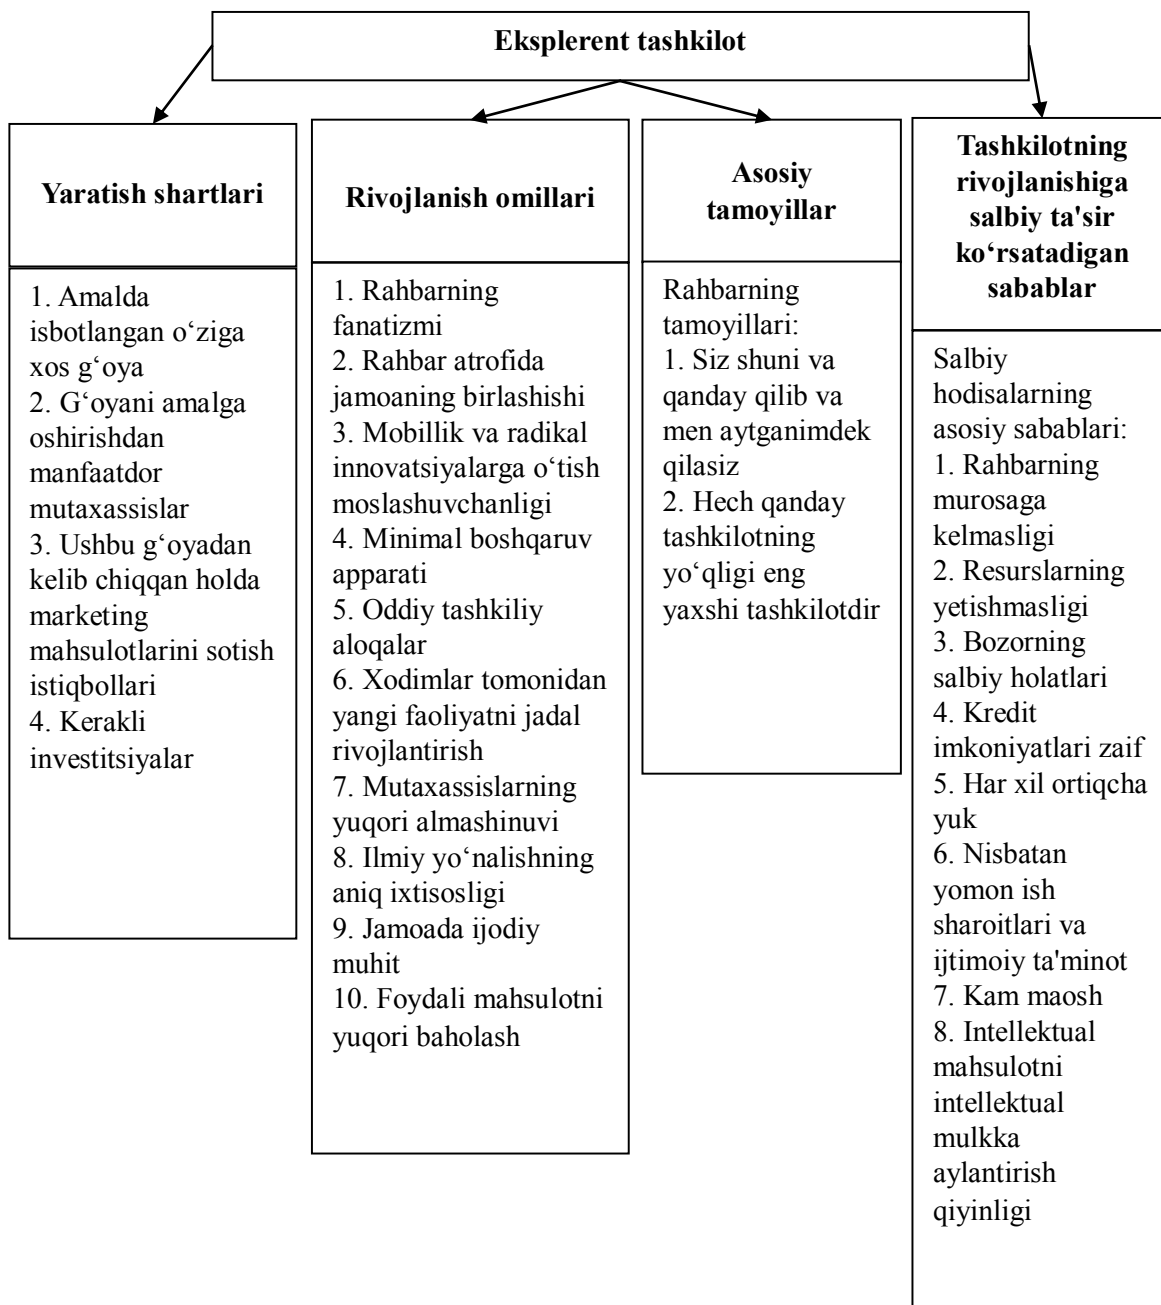 Eksplerent tashkilot
Yaratish shartlari
1. Amalda
isbotlangan o‘ziga
xos g‘oya
2. G‘oyani amalga
oshirishdan
manfaatdor
mutaxassislar
3. Ushbu g‘oyadan
kelib chiqqan holda
marketing
mahsulotlarini sotish
istiqbollari
4. Kerakli
investitsiyalar
Rivojlanish omillari
1. Rahbarning
fanatizmi
2. Rahbar atrofida
jamoaning birlashishi
3. Mobillik va radikal
innovatsiyalarga o‘tish
moslashuvchanligi
4. Minimal boshqaruv
apparati
5. Oddiy tashkiliy
aloqalar
6. Xodimlar tomonidan
yangi faoliyatni jadal
rivojlantirish
7. Mutaxassislarning
yuqori almashinuvi
8. Ilmiy yo‘nalishning
aniq ixtisosligi
9. Jamoada ijodiy
muhit
10. Foydali mahsulotni
yuqori baholash
Asosiy
tamoyillar
Rahbarning
tamoyillari:
1. Siz shuni va
qanday qilib va
men aytganimdek
qilasiz
2. Hech qanday
tashkilotning
yo‘qligi eng
yaxshi tashkilotdir
Tashkilotning
rivojlanishiga
salbiy ta'sir
ko‘rsatadigan
sabablar
Salbiy
hodisalarning
asosiy sabablari:
1. Rahbarning
murosaga
kelmasligi
2. Resurslarning
yetishmasligi
3. Bozorning
salbiy holatlari
4. Kredit
imkoniyatlari zaif
5. Har xil ortiqcha
yuk
6. Nisbatan
yomon ish
sharoitlari va
ijtimoiy ta'minot
7. Kam maosh
8. Intellektual
mahsulotni
intellektual
mulkka
aylantirish
qiyinligi